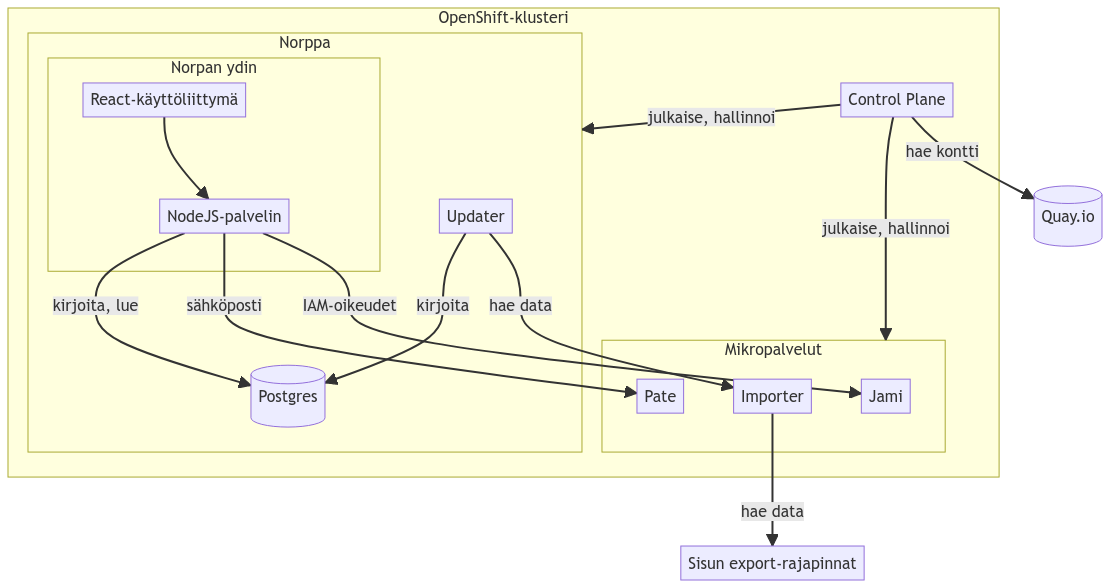 OpenShift-klusteri
Norppa
Norpan ydin
React-käyttöliittymä
Control Plane
julkaise, hallinnoi
hae kontti
NodeJS-palvelin
Updater
Quay.io
julkaise, hallinnoi
kirjoita, lue
sähköposti
IAM-oikeudet
kirjoita
hae data
Mikropalvelut
Postgres
Pate
Importer
Jami
hae data
Sisun export-rajapinnat